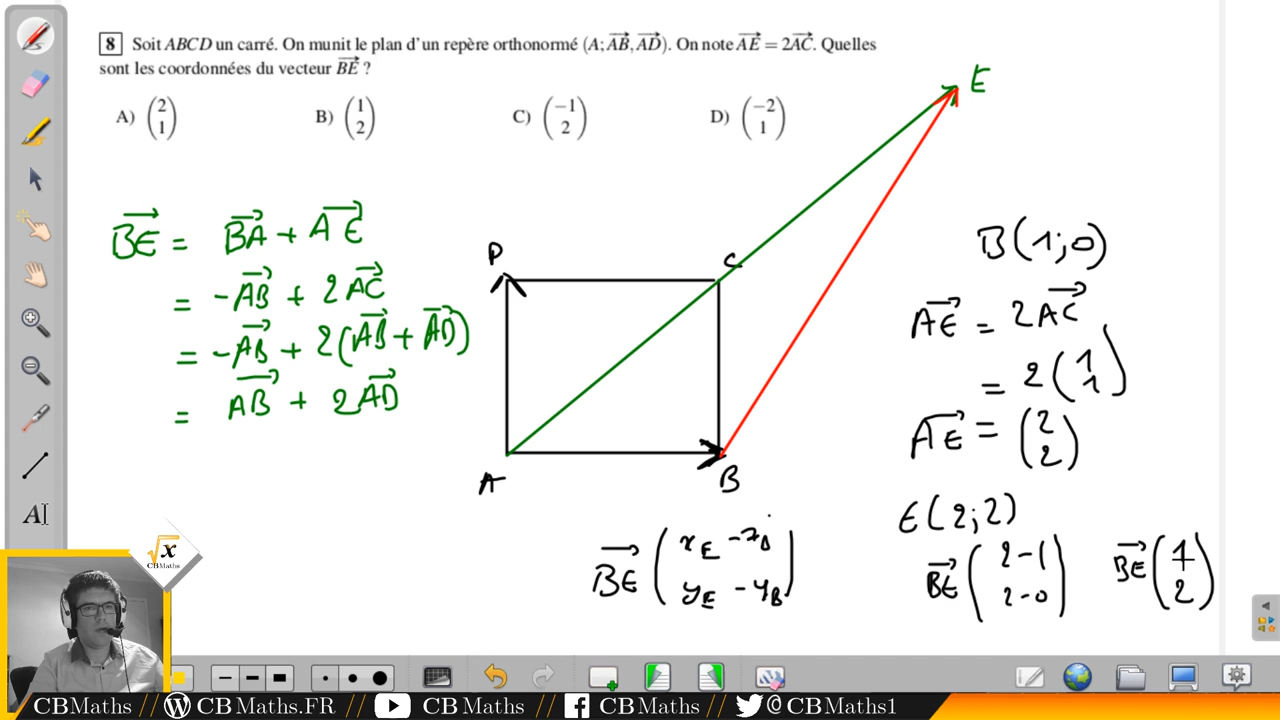 8 Soit ABCD un carré. On munit le plan d'un repère orthonormé (A; AB⃗, AD⃗). On note AE⃗ = 2AC⃗. Quelles
sont les coordonnées du vecteur BE⃗ ?
A) (2 1) B) (1 2) C) (−1 2) D) (−2 1)
E
BE⃗ = BA⃗ + AE⃗
= -AB⃗ + 2AC⃗
= -AB⃗ + 2(AB⃗ + AD⃗)
= AB⃗ + 2AD⃗
D
C
A
B
B(1;0)
AE⃗ = 2AC⃗
= 2(1 1)
AE⃗ = (2 2)
E(2;2)
BE⃗ (xE - xB yE - yB)
BE⃗ (2-1 2-0)
BE⃗ (1 2)
A
√x
CBMaths
CBMaths // CBMaths.FR / CBMaths / CBMaths / @CBMaths1